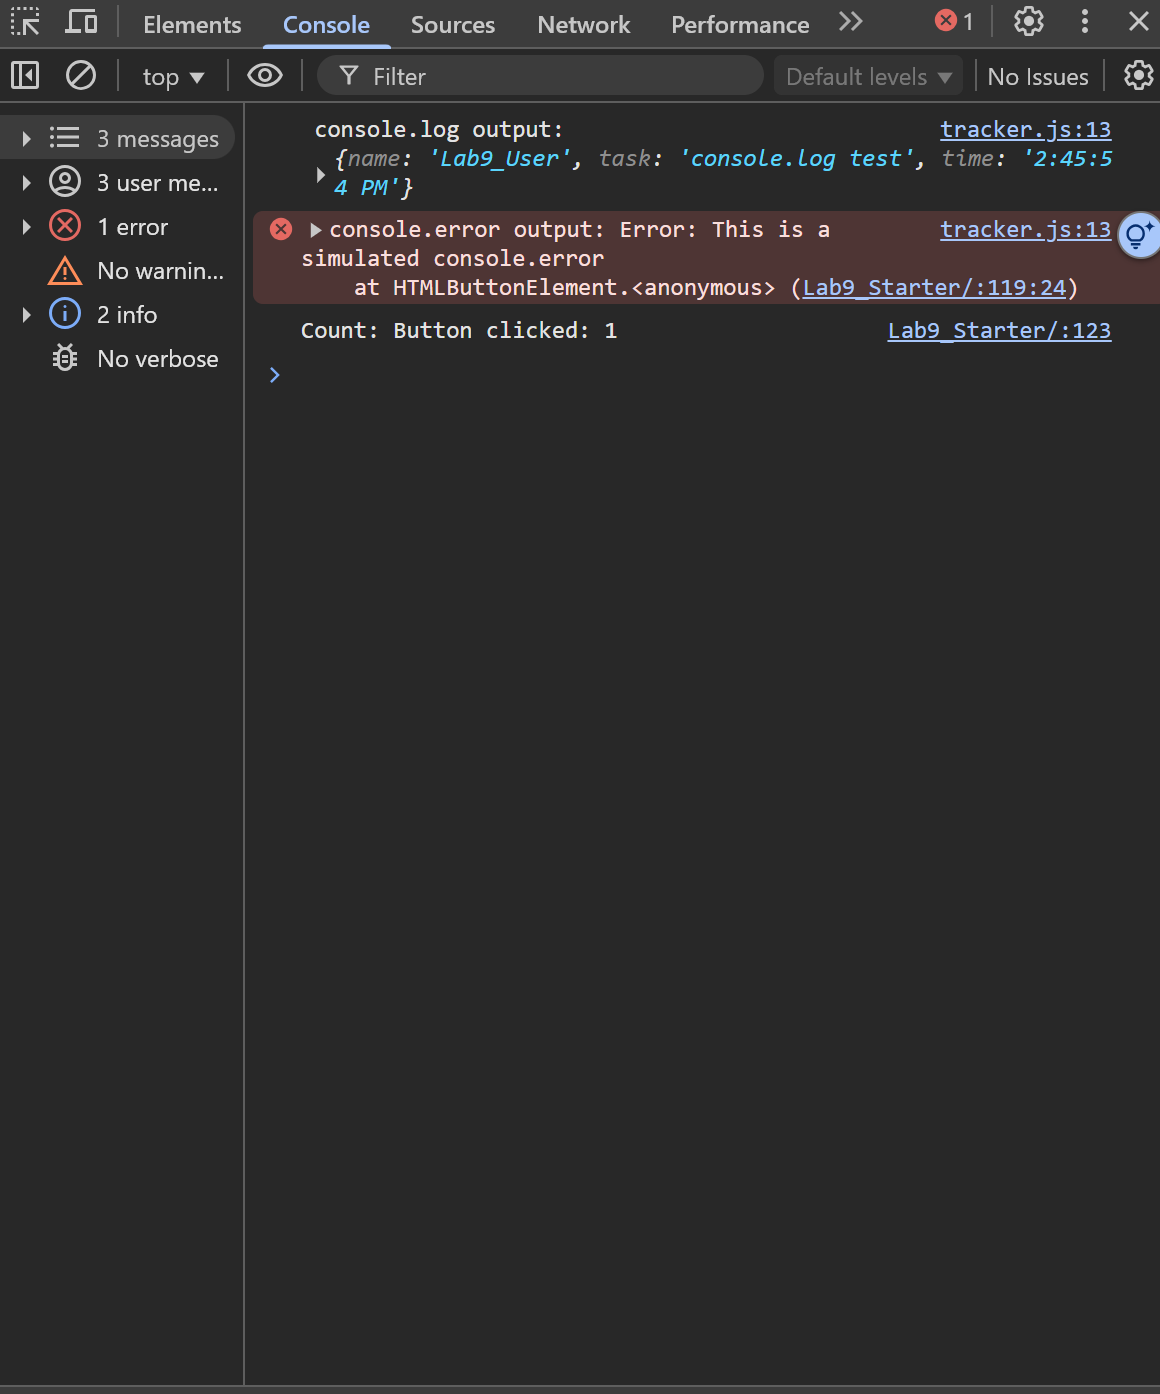 Elements Console Sources Network Performance 1
top Filter Default levels No Issues
3 messages
3 user me...
1 error
No warnin...
2 info
No verbose
console.log output: tracker.js:13
{name: 'Lab9_User', task: 'console.log test', time: '2:45:5
4 PM'}
console.error output: Error: This is a tracker.js:13
simulated console.error
at HTMLButtonElement.<anonymous> (Lab9_Starter/:119:24)
Count: Button clicked: 1 Lab9_Starter/:123